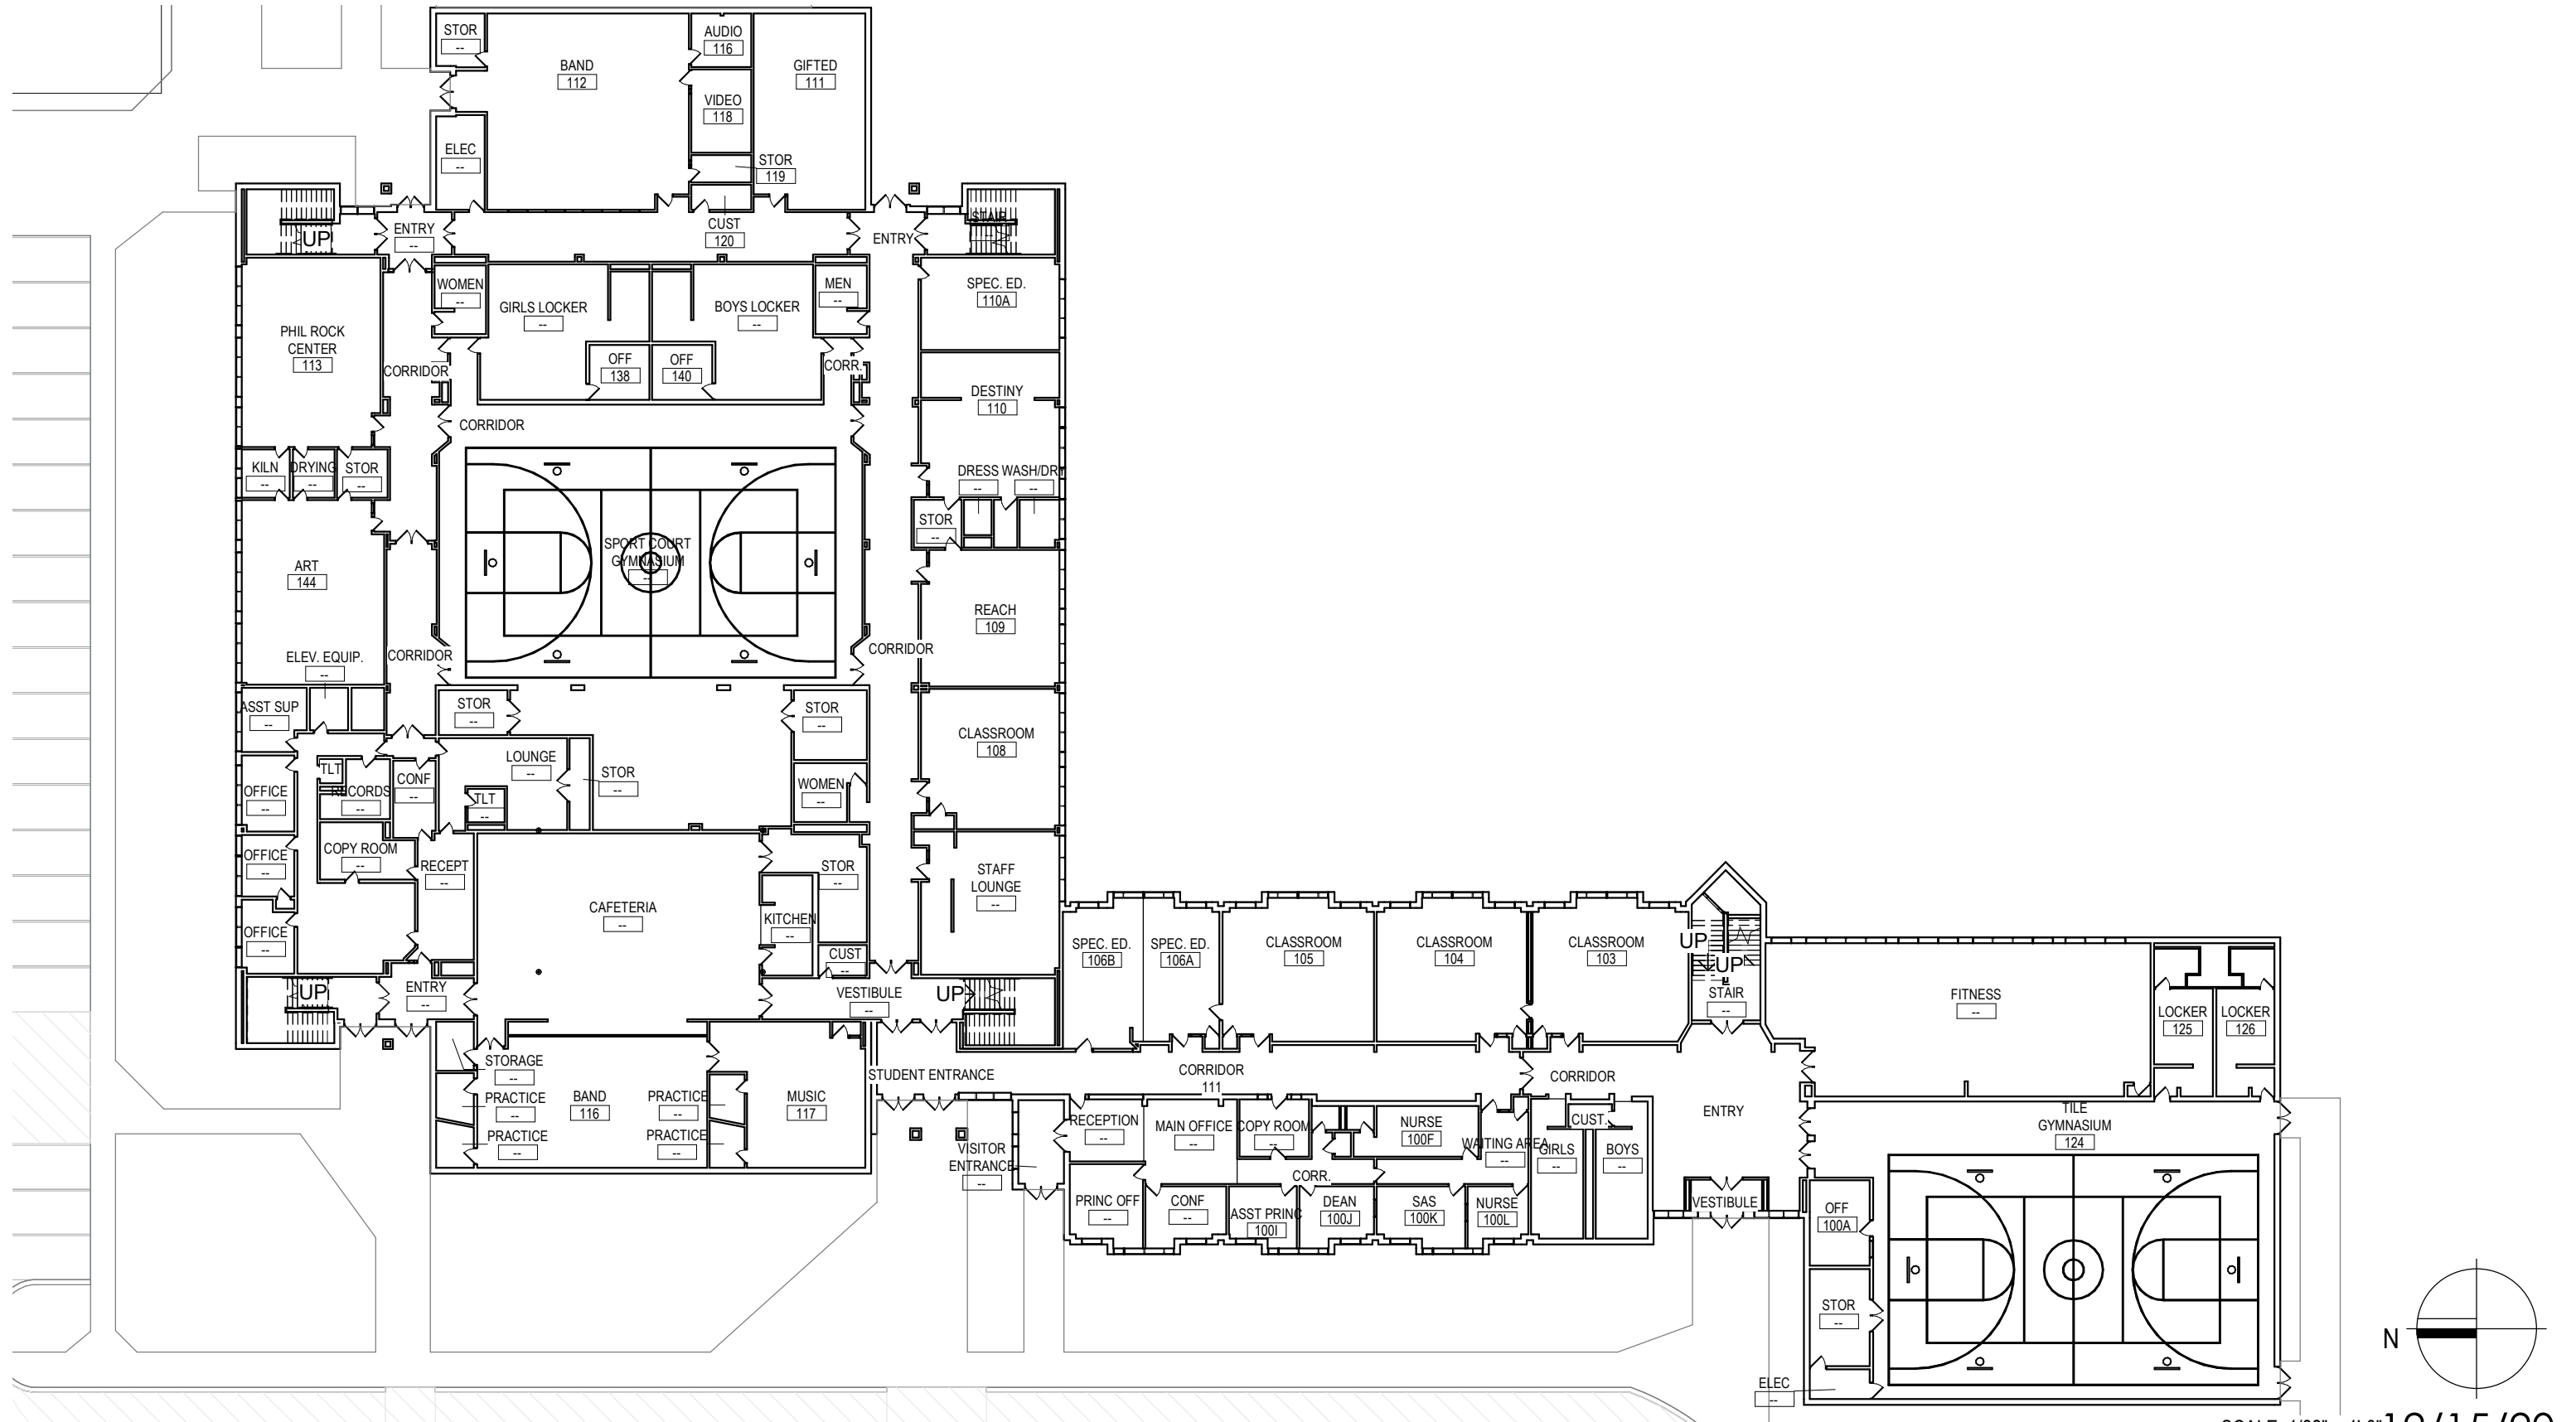 STOR
--
BAND
112
AUDIO
116
GIFTED
111
VIDEO
118
ELEC
--
STOR
119
CUST
120
UP
ENTRY
--
ENTRY
STAIR
--
WOMEN
--
GIRLS LOCKER
--
BOYS LOCKER
--
MEN
--
SPEC. ED.
110A
PHIL ROCK
CENTER
113
CORRIDOR
OFF
138
OFF
140
CORR.
DESTINY
110
CORRIDOR
KILN
--
DRYING
--
STOR
--
DRESS
--
WASH/DRY
--
STOR
--
SPORT COURT
GYMNASIUM
--
ART
144
REACH
109
ELEV. EQUIP.
--
CORRIDOR
CORRIDOR
ASST SUP
--
STOR
--
STOR
--
CLASSROOM
108
LOUNGE
--
STOR
--
TLT
CONF
--
OFFICE
--
RECORDS
--
TLT
--
WOMEN
--
OFFICE
--
COPY ROOM
--
RECEPT
--
STOR
--
STAFF
LOUNGE
--
CAFETERIA
--
KITCHEN
--
OFFICE
--
CUST
--
UP
ENTRY
--
VESTIBULE
--
UP
SPEC. ED.
106B
SPEC. ED.
106A
CLASSROOM
105
CLASSROOM
104
CLASSROOM
103
UP
UP
STAIR
--
FITNESS
--
LOCKER
125
LOCKER
126
STORAGE
--
PRACTICE
--
PRACTICE
--
BAND
116
PRACTICE
--
PRACTICE
--
MUSIC
117
STUDENT ENTRANCE
CORRIDOR
111
CORRIDOR
VISITOR
ENTRANCE
--
RECEPTION
--
MAIN OFFICE
--
COPY ROOM
--
NURSE
100F
WAITING AREA
--
CUST.
GIRLS
--
BOYS
--
ENTRY
TILE
GYMNASIUM
124
CORR.
PRINC OFF
--
CONF
--
ASST PRINC
100I
DEAN
100J
SAS
100K
NURSE
100L
VESTIBULE
OFF
100A
STOR
--
ELEC
--
N